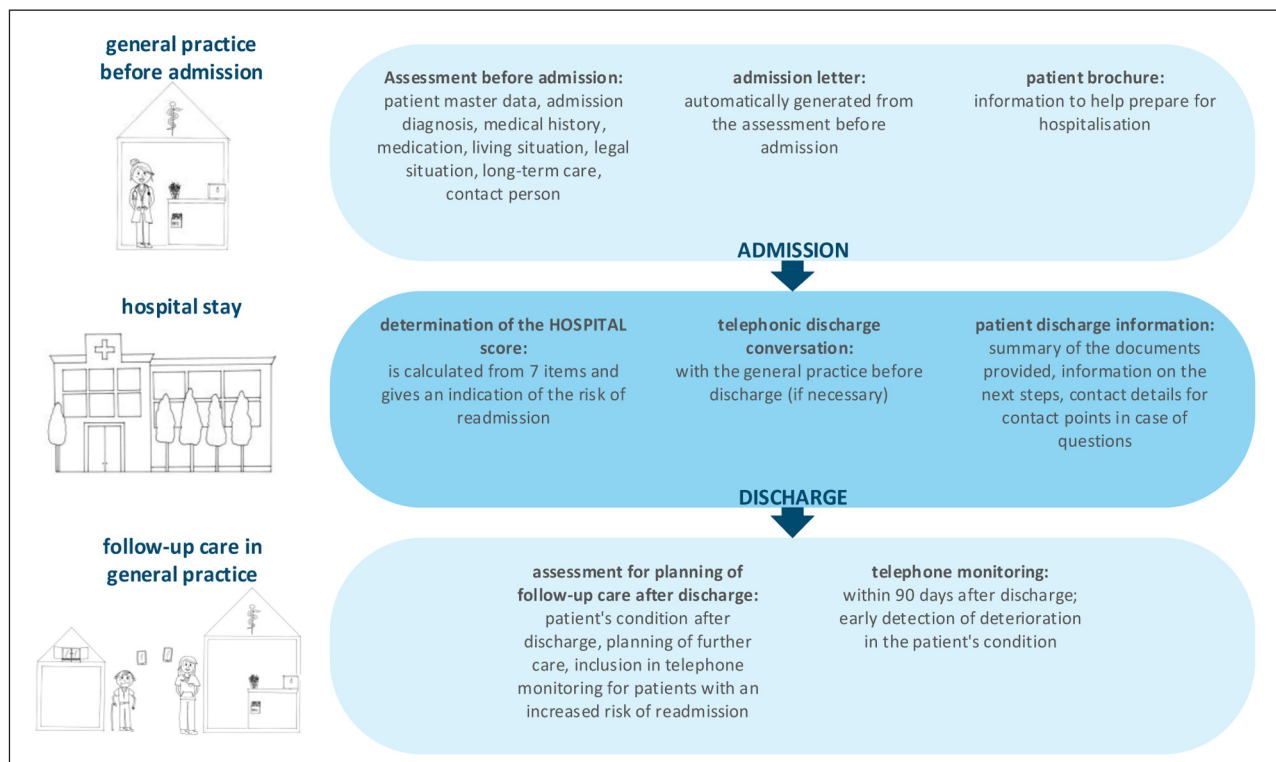 general practice
before admission
Assessment before admission:
patient master data, admission
diagnosis, medical history,
medication, living situation, legal
situation, long-term care,
contact person
admission letter:
automatically generated from
the assessment before
admission
patient brochure:
information to help prepare for
hospitalisation
ADMISSION
hospital stay
determination of the HOSPITAL
score:
is calculated from 7 items and
gives an indication of the risk of
readmission
telephonic discharge
conversation:
with the general practice before
discharge (if necessary)
patient discharge information:
summary of the documents
provided, information on the
next steps, contact details for
contact points in case of
questions
DISCHARGE
follow-up care in
general practice
assessment for planning of
follow-up care after discharge:
patient's condition after
discharge, planning of further
care, inclusion in telephone
monitoring for patients with an
increased risk of readmission
telephone monitoring:
within 90 days after discharge;
early detection of deterioration
in the patient's condition